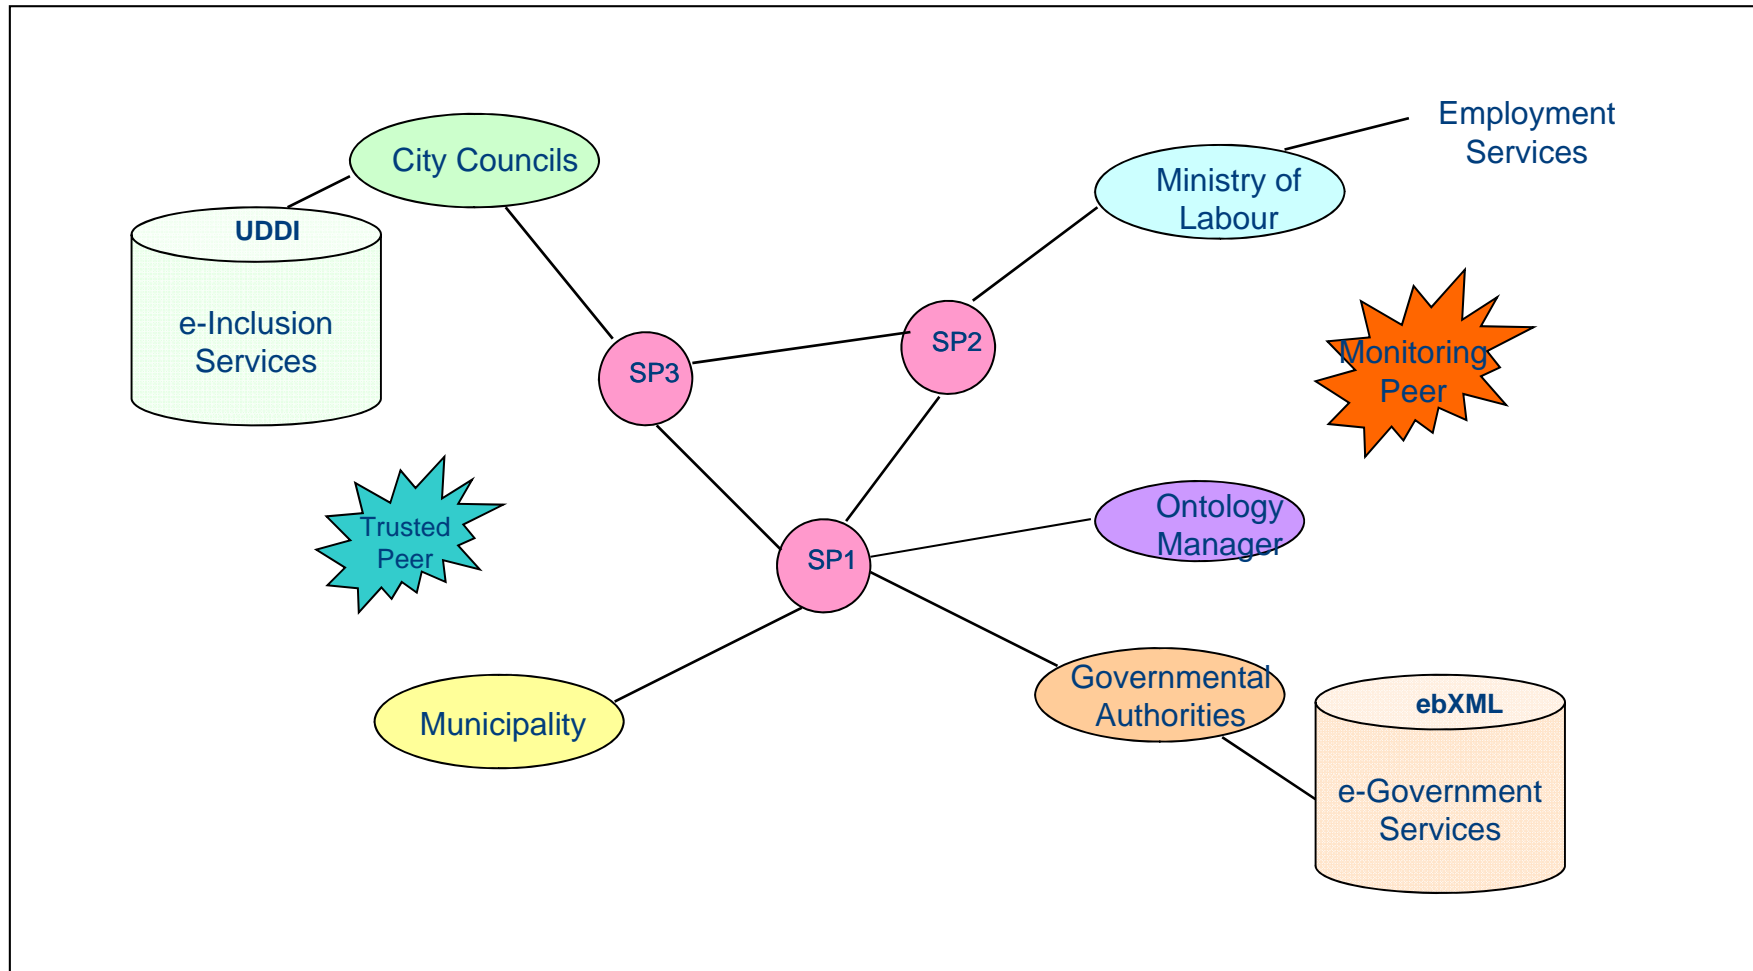 Employment
Services
City Councils
Ministry of
Labour
UDDI
e-Inclusion
Services
SP3
SP2
Monitoring
Peer
Trusted
Peer
Ontology
Manager
SP1
Municipality
Governmental
Authorities
ebXML
e-Government
Services